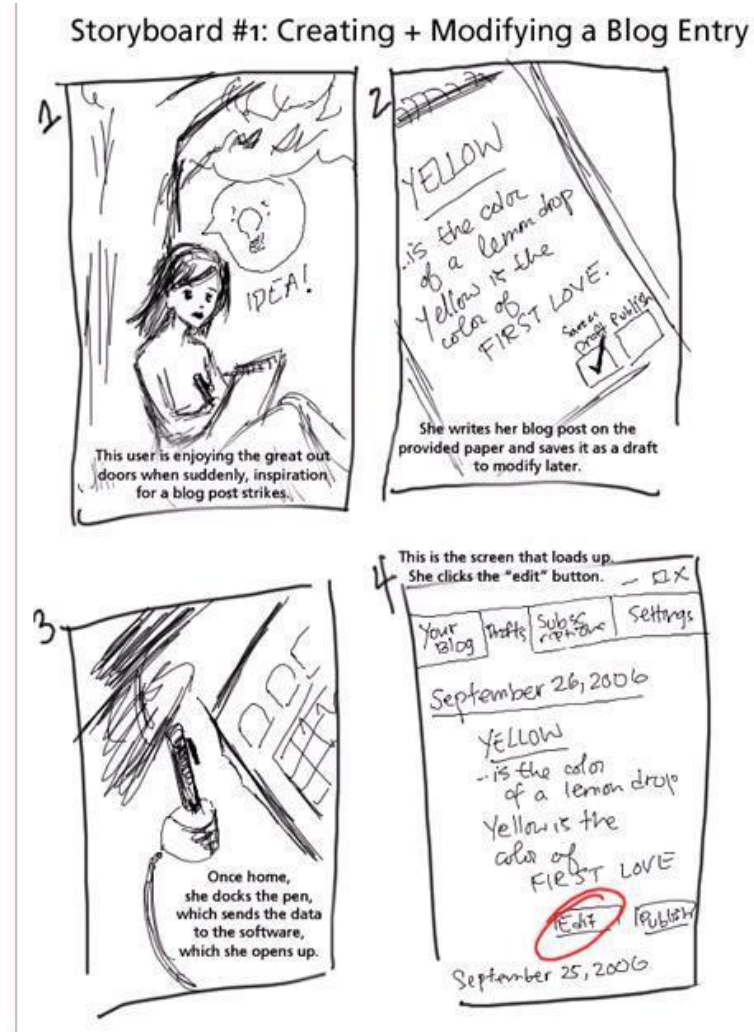 Storyboard #1: Creating + Modifying a Blog Entry
1
IDEA!
This user is enjoying the great out
doors when suddenly, inspiration
for a blog post strikes.
2
YELLOW
...is the color
of a lemon drop
Yellow is the
color of
FIRST LOVE.
Save as
Draft
Publish
She writes her blog post on the
provided paper and saves it as a draft
to modify later.
3
Once home,
she docks the pen,
which sends the data
to the software,
which she opens up.
4
This is the screen that loads up.
She clicks the "edit" button.
Your
Blog
Drafts
Subsc
riptions
Settings
September 26, 2006
YELLOW
...is the color
of a lemon drop
Yellow is the
color of
FIRST LOVE
Edit
Publish
September 25, 2006